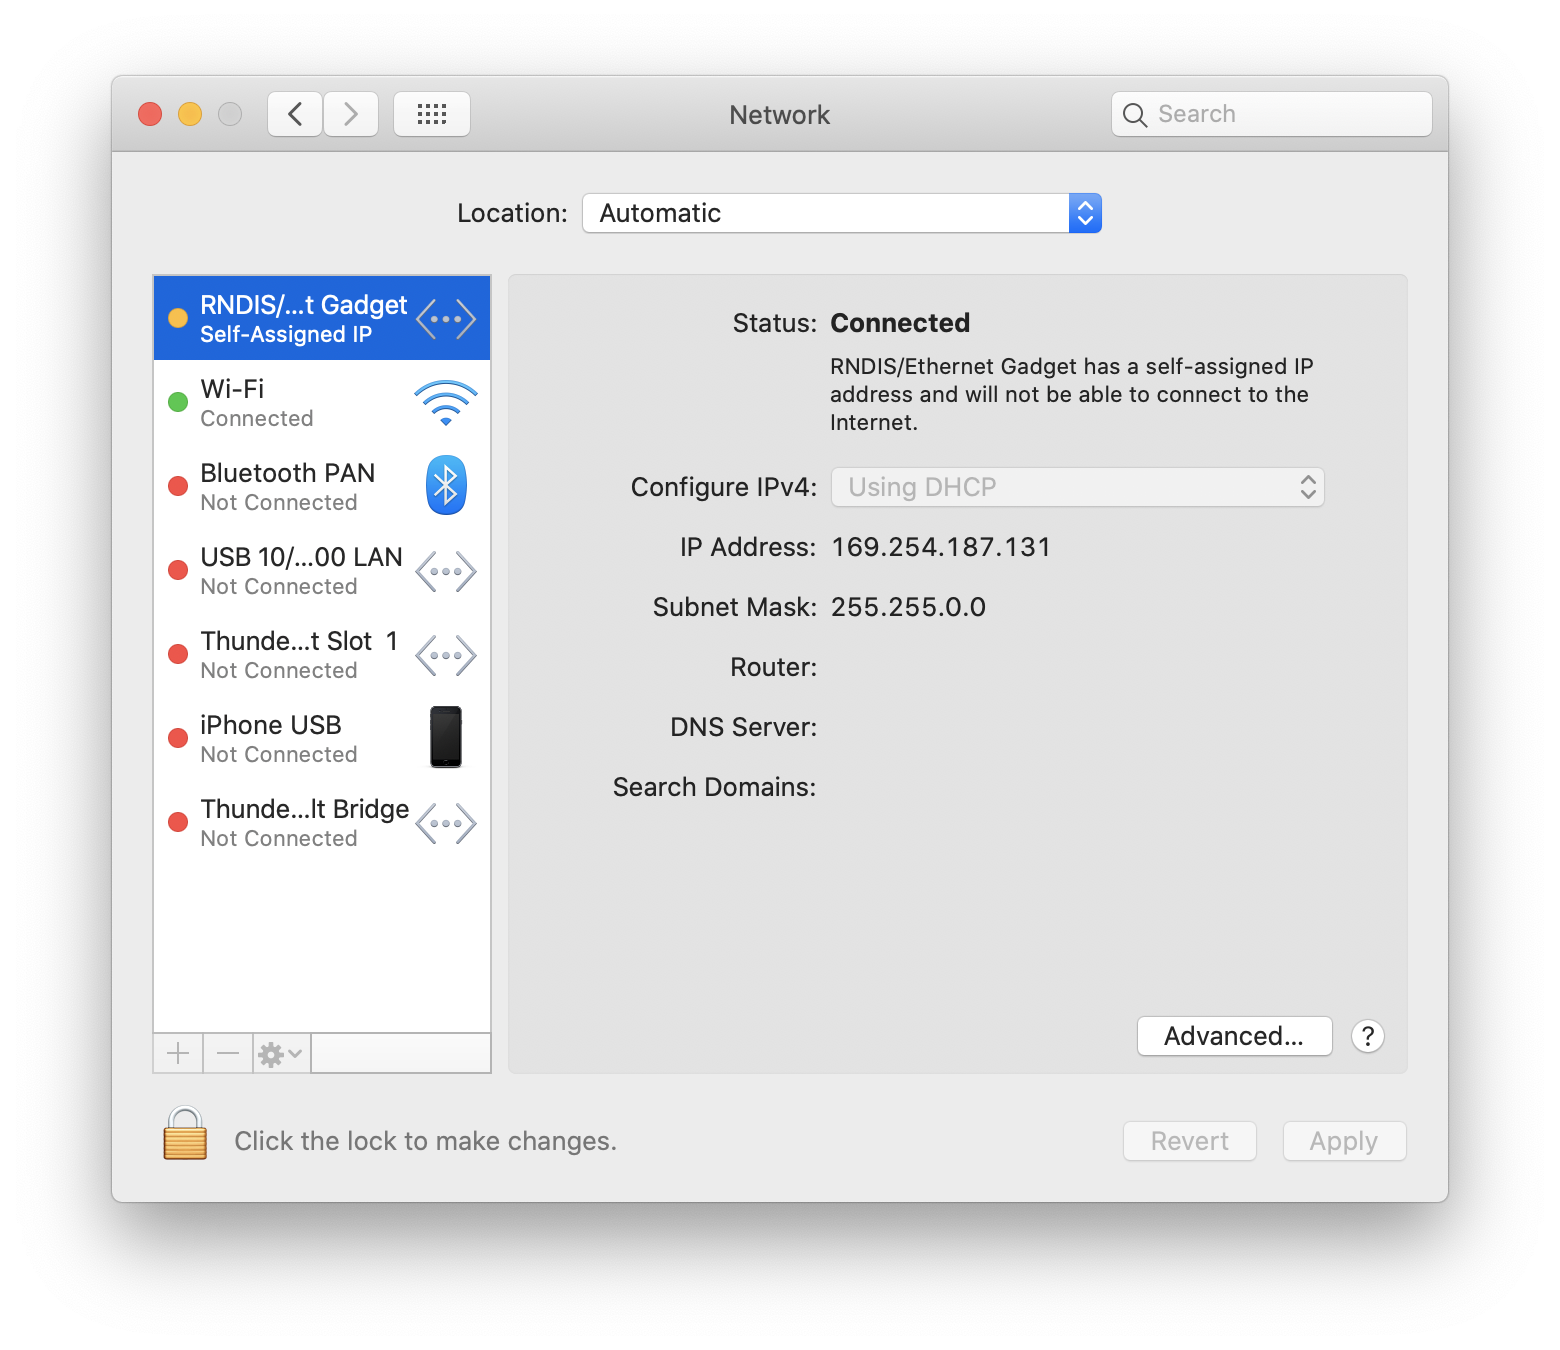 Network
Search
Location: Automatic
RNDIS/...t Gadget
Self-Assigned IP
Wi-Fi
Connected
Bluetooth PAN
Not Connected
USB 10/...00 LAN
Not Connected
Thunde...t Slot 1
Not Connected
iPhone USB
Not Connected
Thunde...lt Bridge
Not Connected
Status: Connected
RNDIS/Ethernet Gadget has a self-assigned IP
address and will not be able to connect to the
Internet.
Configure IPv4: Using DHCP
IP Address: 169.254.187.131
Subnet Mask: 255.255.0.0
Router:
DNS Server:
Search Domains:
Advanced... ?
Click the lock to make changes.
Revert Apply